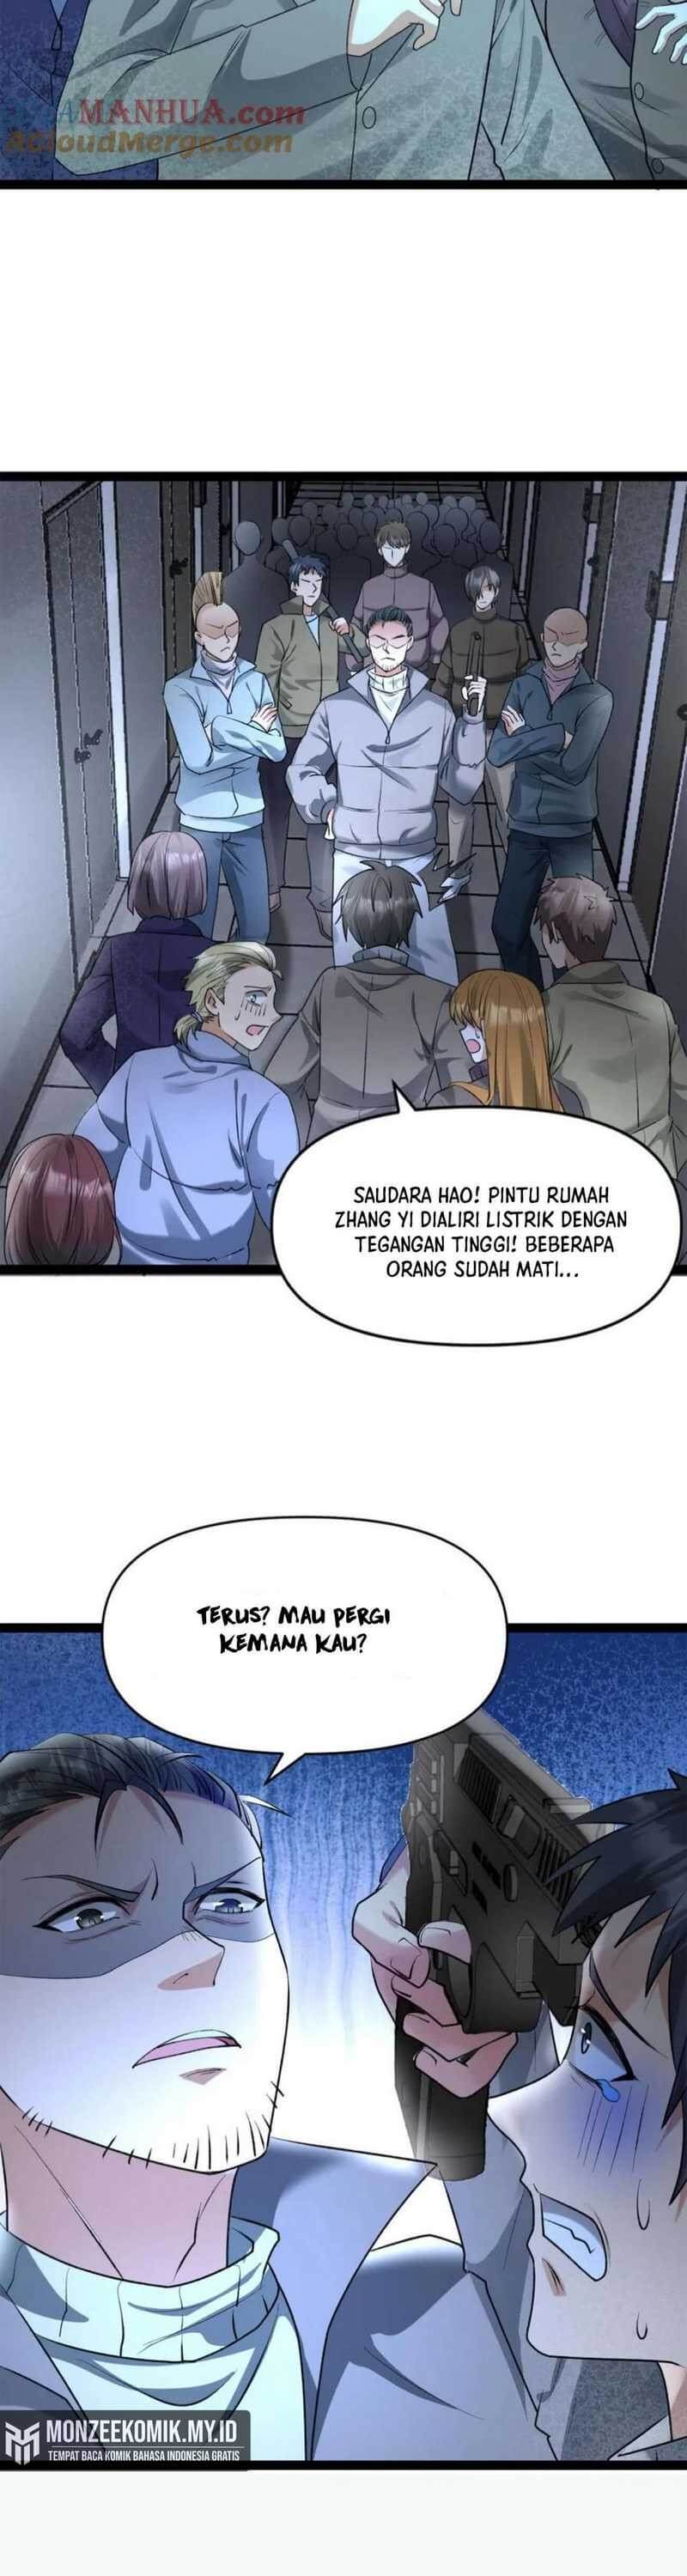 MANHUA.com
ACloudMerge.com
SAUDARA HAO! PINTU RUMAH
ZHANG YI DIALIRI LISTRIK DENGAN
TEGANGAN TINGGI! BEBERAPA
ORANG SUDAH MATI...
TERUS? MAU PERGI
KEMANA KAU?
MONZEEKOMIK.MY.ID
TEMPAT BACA KOMIK BAHASA INDONESIA GRATIS